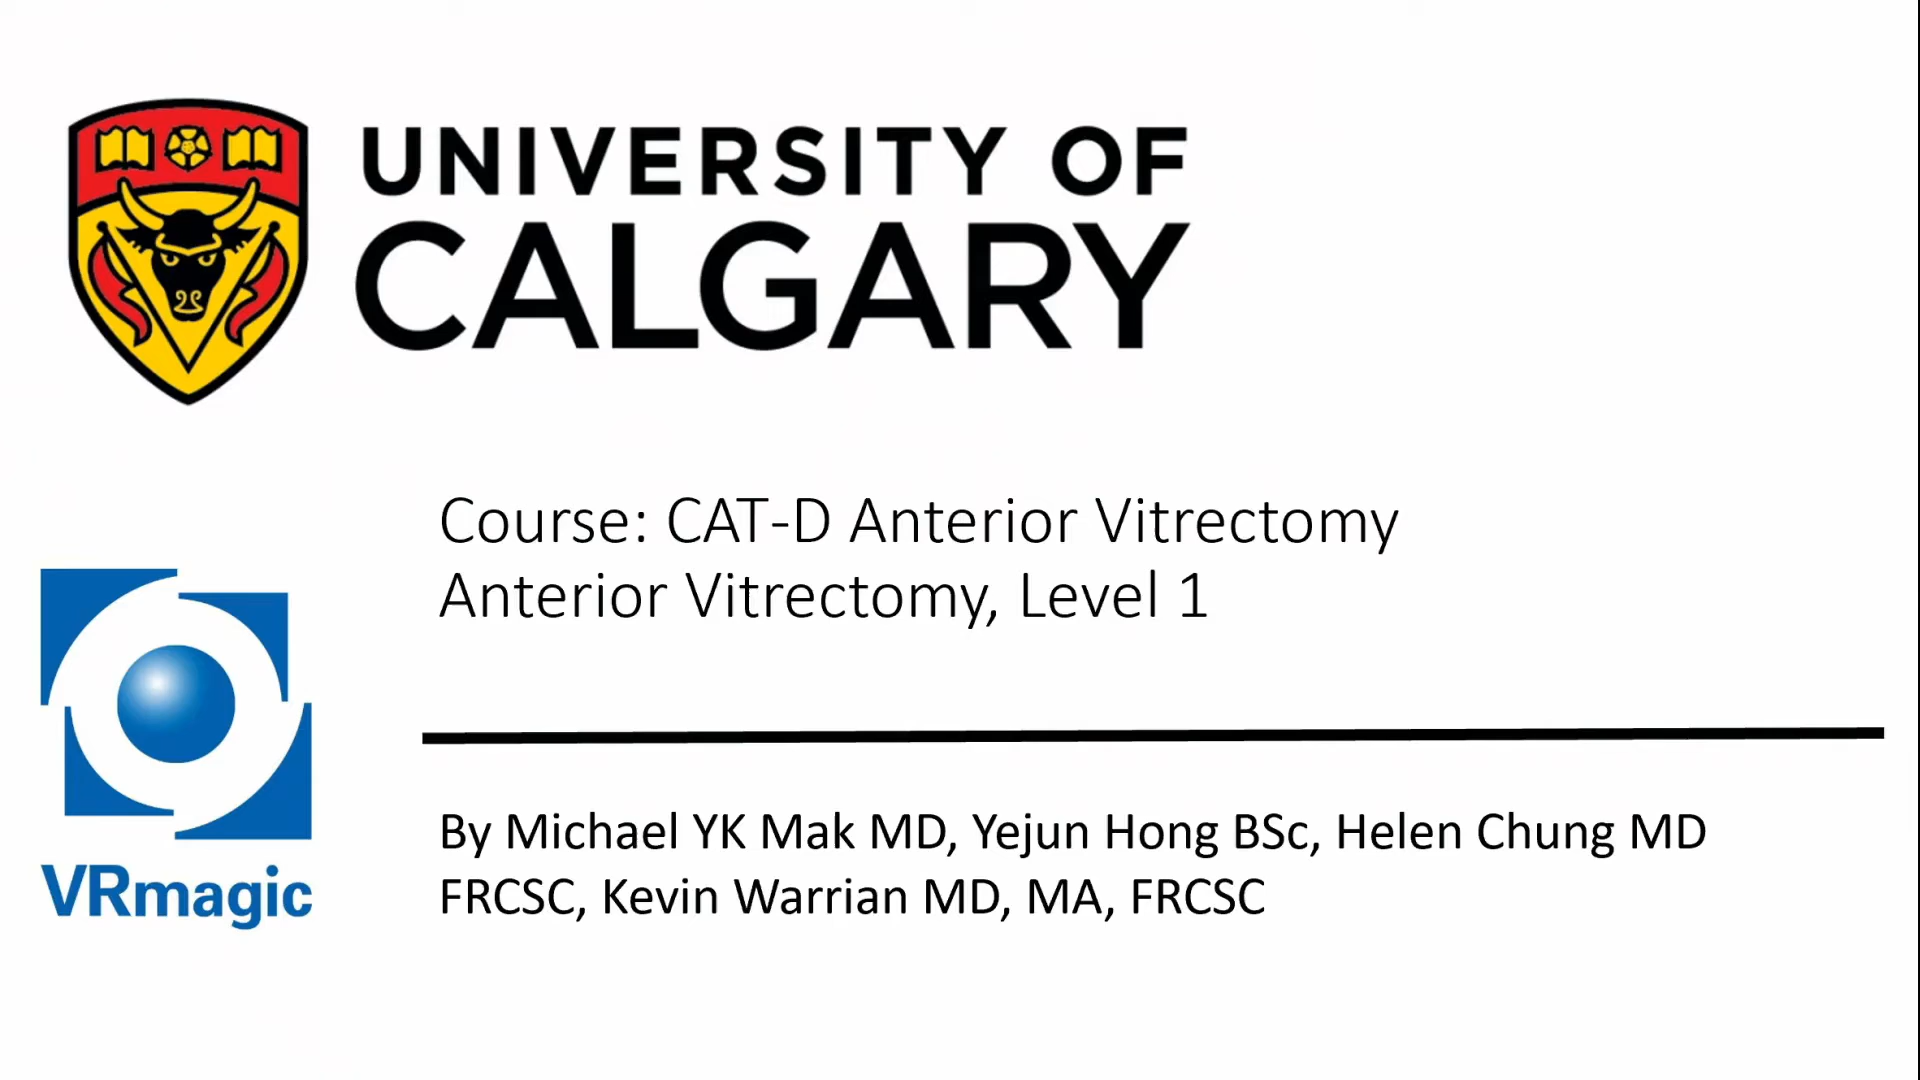 UNIVERSITY OF
CALGARY
Course: CAT-D Anterior Vitrectomy
Anterior Vitrectomy, Level 1
VRmagic
By Michael YK Mak MD, Yejun Hong BSc, Helen Chung MD
FRCSC, Kevin Warrian MD, MA, FRCSC